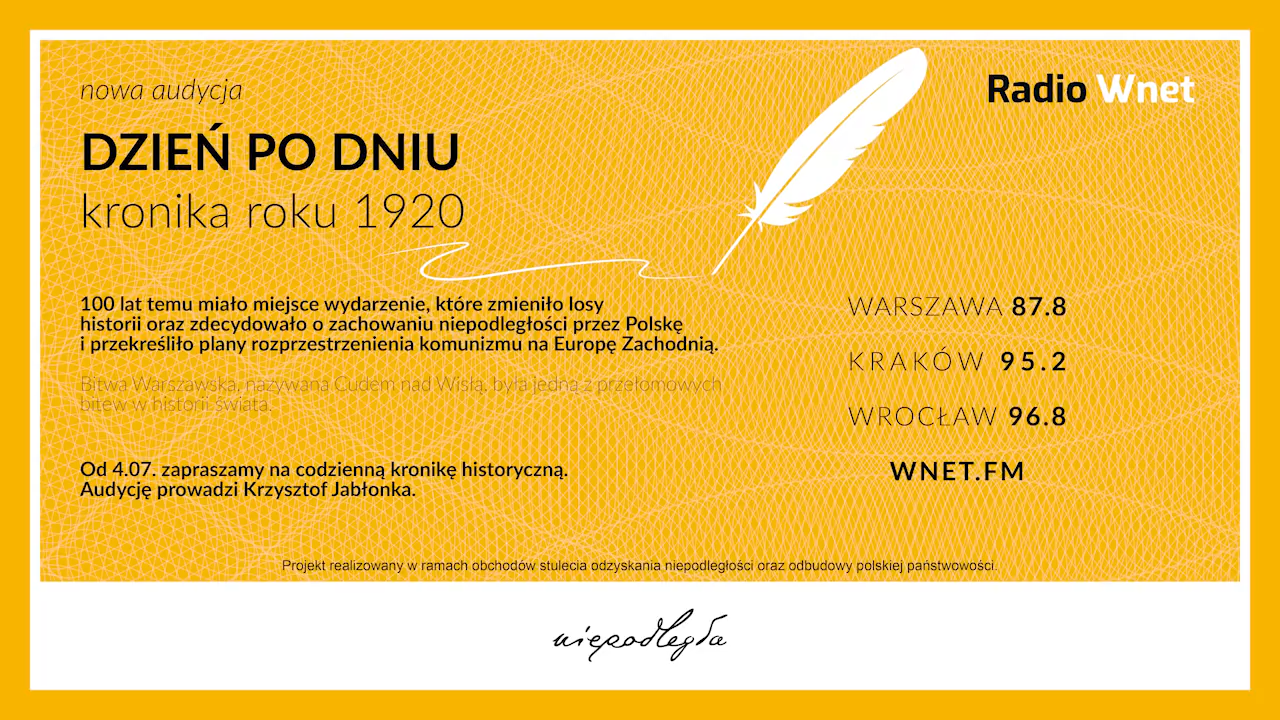 nowa audycja
Radio Wnet
DZIEŃ PO DNIU
kronika roku 1920
100 lat temu miało miejsce wydarzenie, które zmieniło losy
historii oraz zdecydowało o zachowaniu niepodległości przez Polskę
i przekreśliło plany rozprzestrzenienia komunizmu na Europę Zachodnią.
Bitwa Warszawska, nazywana Cudem nad Wisłą, była jedną z przełomowych
bitew w historii świata.
Od 4.07. zapraszamy na codzienną kronikę historyczną.
Audycję prowadzi Krzysztof Jabłonka.
WARSZAWA 87.8
KRAKÓW 95.2
WROCŁAW 96.8
WNET.FM
Projekt realizowany w ramach obchodów stulecia odzyskania niepodległości oraz odbudowy polskiej państwowości.
niepodległa